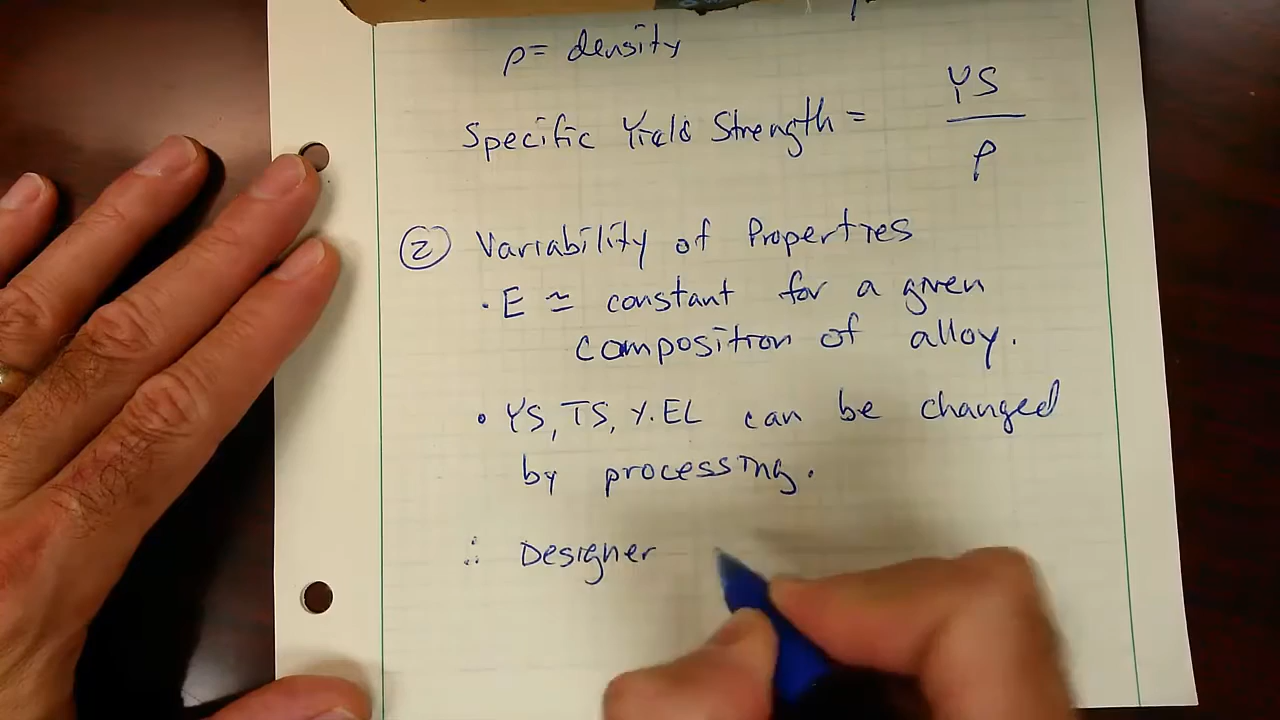 ρ = density
Specific Yield Strength = YS / ρ
② Variability of Properties
• E ≃ constant for a given
composition of alloy.
• YS, TS, %EL can be changed
by processing.
∴ Designer